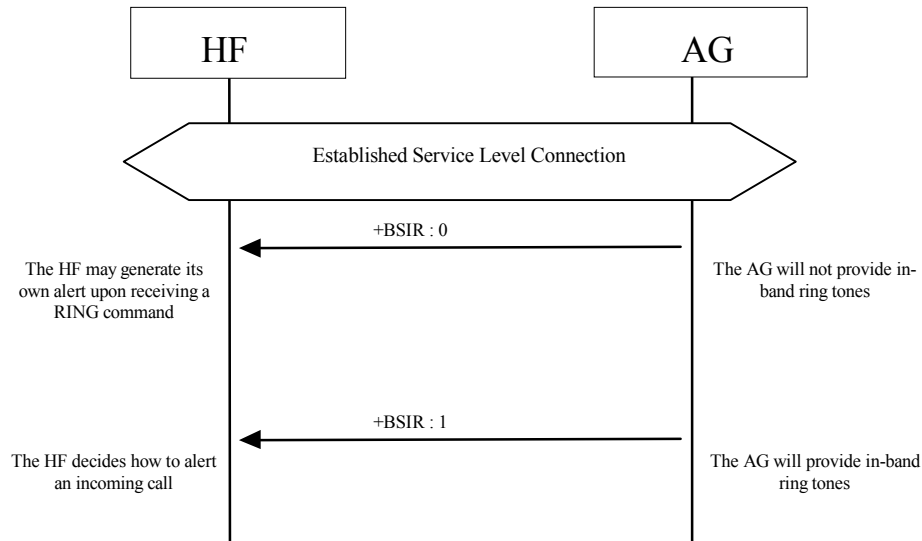 HF
AG
Established Service Level Connection
+BSIR : 0
The HF may generate its
own alert upon receiving a
RING command
The AG will not provide in-
band ring tones
+BSIR : 1
The HF decides how to alert
an incoming call
The AG will provide in-band
ring tones